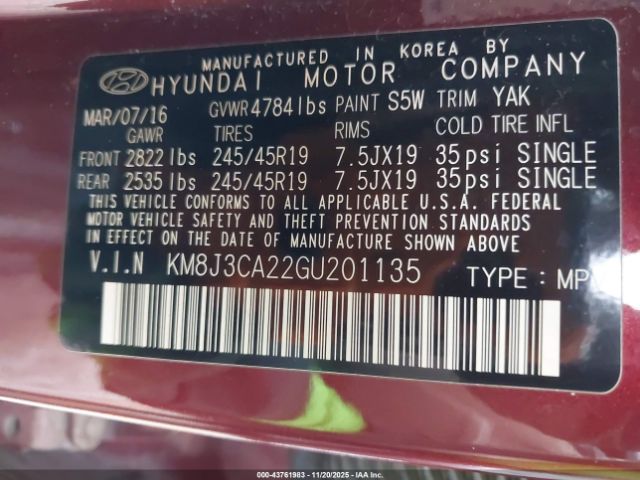 MANUFACTURED IN KOREA BY
HYUNDAI MOTOR COMPANY
MAR/07/16 GVWR 4784 lbs PAINT S5W TRIM YAK
GAWR TIRES RIMS COLD TIRE INFL
FRONT 2822 lbs 245/45R19 7.5JX19 35psi SINGLE
REAR 2535 lbs 245/45R19 7.5JX19 35psi SINGLE
THIS VEHICLE CONFORMS TO ALL APPLICABLE U.S.A. FEDERAL
MOTOR VEHICLE SAFETY AND THEFT PREVENTION STANDARDS
IN EFFECT ON THE DATE OF MANUFACTURE SHOWN ABOVE.
V.I.N KM8J3CA22GU201135 TYPE : MP
000-43761983 - 11/20/2025 - IAAI.COM